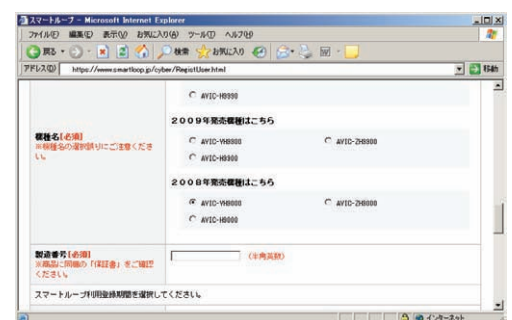 スマートループ - Microsoft Internet Explorer
ファイル(F) 編集(E) 表示(V) お気に入り(A) ツール(T) ヘルプ(H)
戻る 検索 お気に入り
アドレス(D) https://www.smartloop.jp/cyber/RegistUser.html 移動
AVIC-H9990
2009年発売機種はこちら
機種名[必須]
※機種名の選択誤りにご注意くださ
い。
AVIC-VH9900 AVIC-ZH9900
AVIC-H9900
2008年発売機種はこちら
AVIC-VH9000 AVIC-ZH9000
AVIC-H9000
製造番号[必須]
※商品に同梱の「保証書」をご確認
ください。
(半角英数)
スマートループ利用登録期間を選択してください。
インターネット